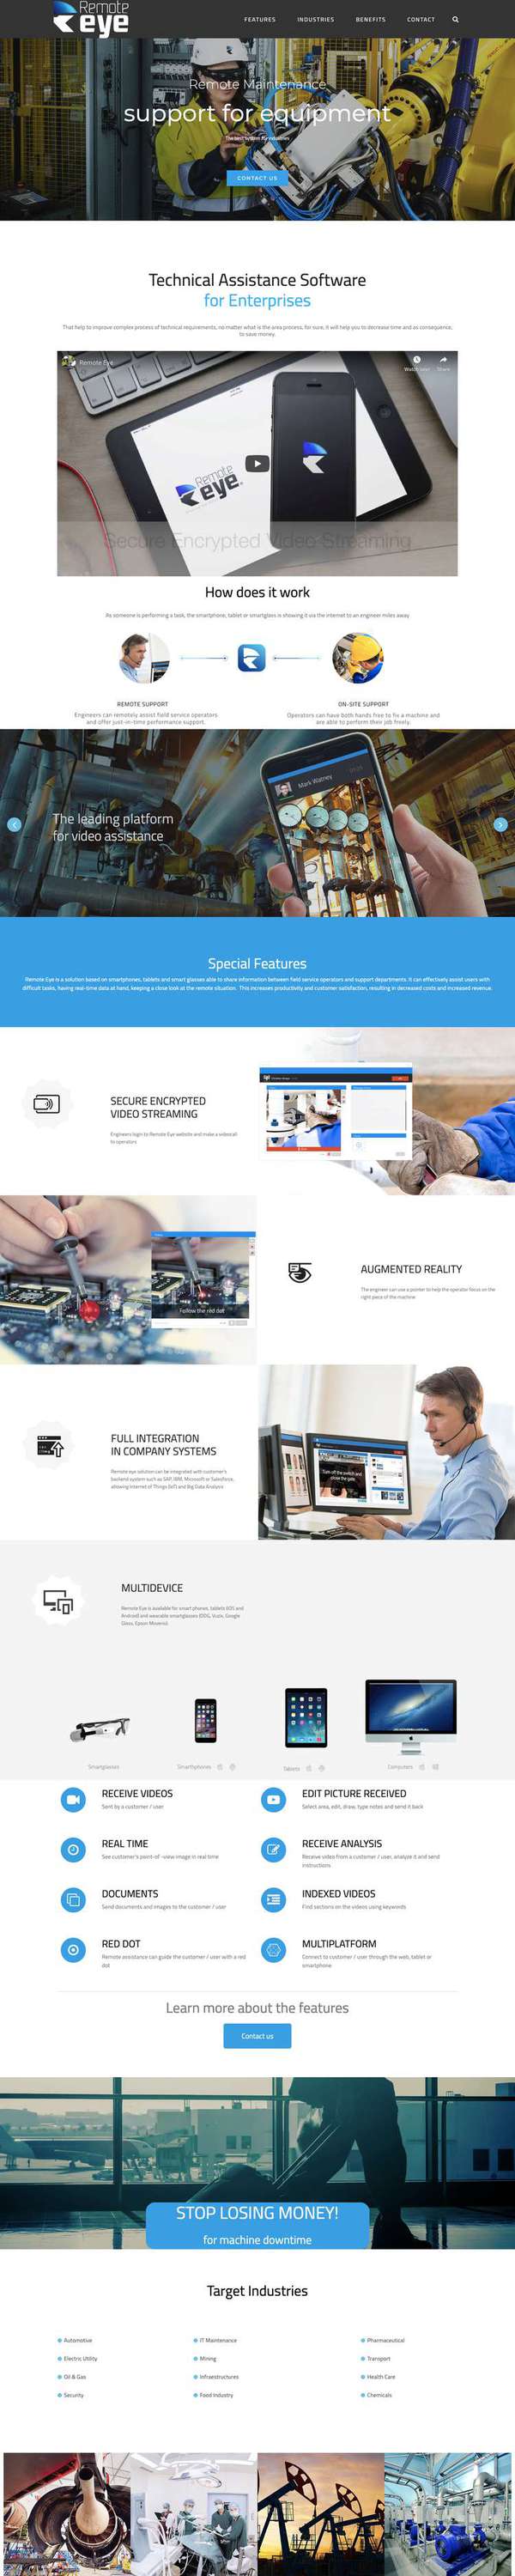 Remote
eye
FEATURES
INDUSTRIES
BENEFITS
CONTACT
Remote Maintenance
support for equipment
CONTACT US
Technical Assistance Software
for Enterprises
That help to improve complex process of technical requirements, no matter what is the area process, for sure, it will help you to decrease time and as consequence,
to save money.
Remote Eye
Watch later
Share
Remote
eye
Secure Encrypted Video Streaming
How does it work
As someone is performing a task, the smartphone, tablet or smartglass is showing it via the internet to an engineer miles away
REMOTE SUPPORT
Engineers can remotely assist field service operators
and offer just-in-time performance support.
ON-SITE SUPPORT
Operators can have both hands free to fix a machine and
are able to perform their job freely.
Mark Watney
The leading platform
for video assistance
Special Features
Remote Eye is a solution based on smartphones, tablets and smart glasses able to share information between field service operators and support departments. It can effectively assist users with
difficult tasks, having real-time data at hand, keeping a close look at the remote situation. This increases productivity and customer satisfaction, resulting in decreased costs and increased revenue.
SECURE ENCRYPTED
VIDEO STREAMING
Engineers login to Remote Eye website and make a videocall
to operators
Follow the red dot
AUGMENTED REALITY
The engineer can use a pointer to help the operator focus on the
right piece of the machine
FULL INTEGRATION
IN COMPANY SYSTEMS
Remote eye solution can be integrated with customer's
backend system such as SAP, IBM, Microsoft or Salesforce,
allowing Internet of Things (IoT) and Big Data Analysis
Turn off the switch and
close the gate
MULTIDEVICE
Remote Eye is available for smart phones, tablets (iOS and
Android) and wearable smartglasses (ODG, Vuzix, Google
Glass, Epson Moverio)
Smartglasses
Smartphones
Tablets
Computers
RECEIVE VIDEOS
Sent by a customer / user
EDIT PICTURE RECEIVED
Select area, edit, draw, type notes and send it back
REAL TIME
See customer's point-of-view image in real time
RECEIVE ANALYSIS
Receive video from a customer / user, analyze it and send
instructions
DOCUMENTS
Send documents and images to the customer / user
INDEXED VIDEOS
Find sections on the videos using keywords
RED DOT
Remote assistance can guide the customer / user with a red
dot
MULTIPLATFORM
Connect to customer / user through the web, tablet or
smartphone
Learn more about the features
Contact us
STOP LOSING MONEY!
for machine downtime
Target Industries
Automotive
IT Maintenance
Pharmaceutical
Electric Utility
Mining
Transport
Oil & Gas
Infraestructures
Health Care
Security
Food Industry
Chemicals